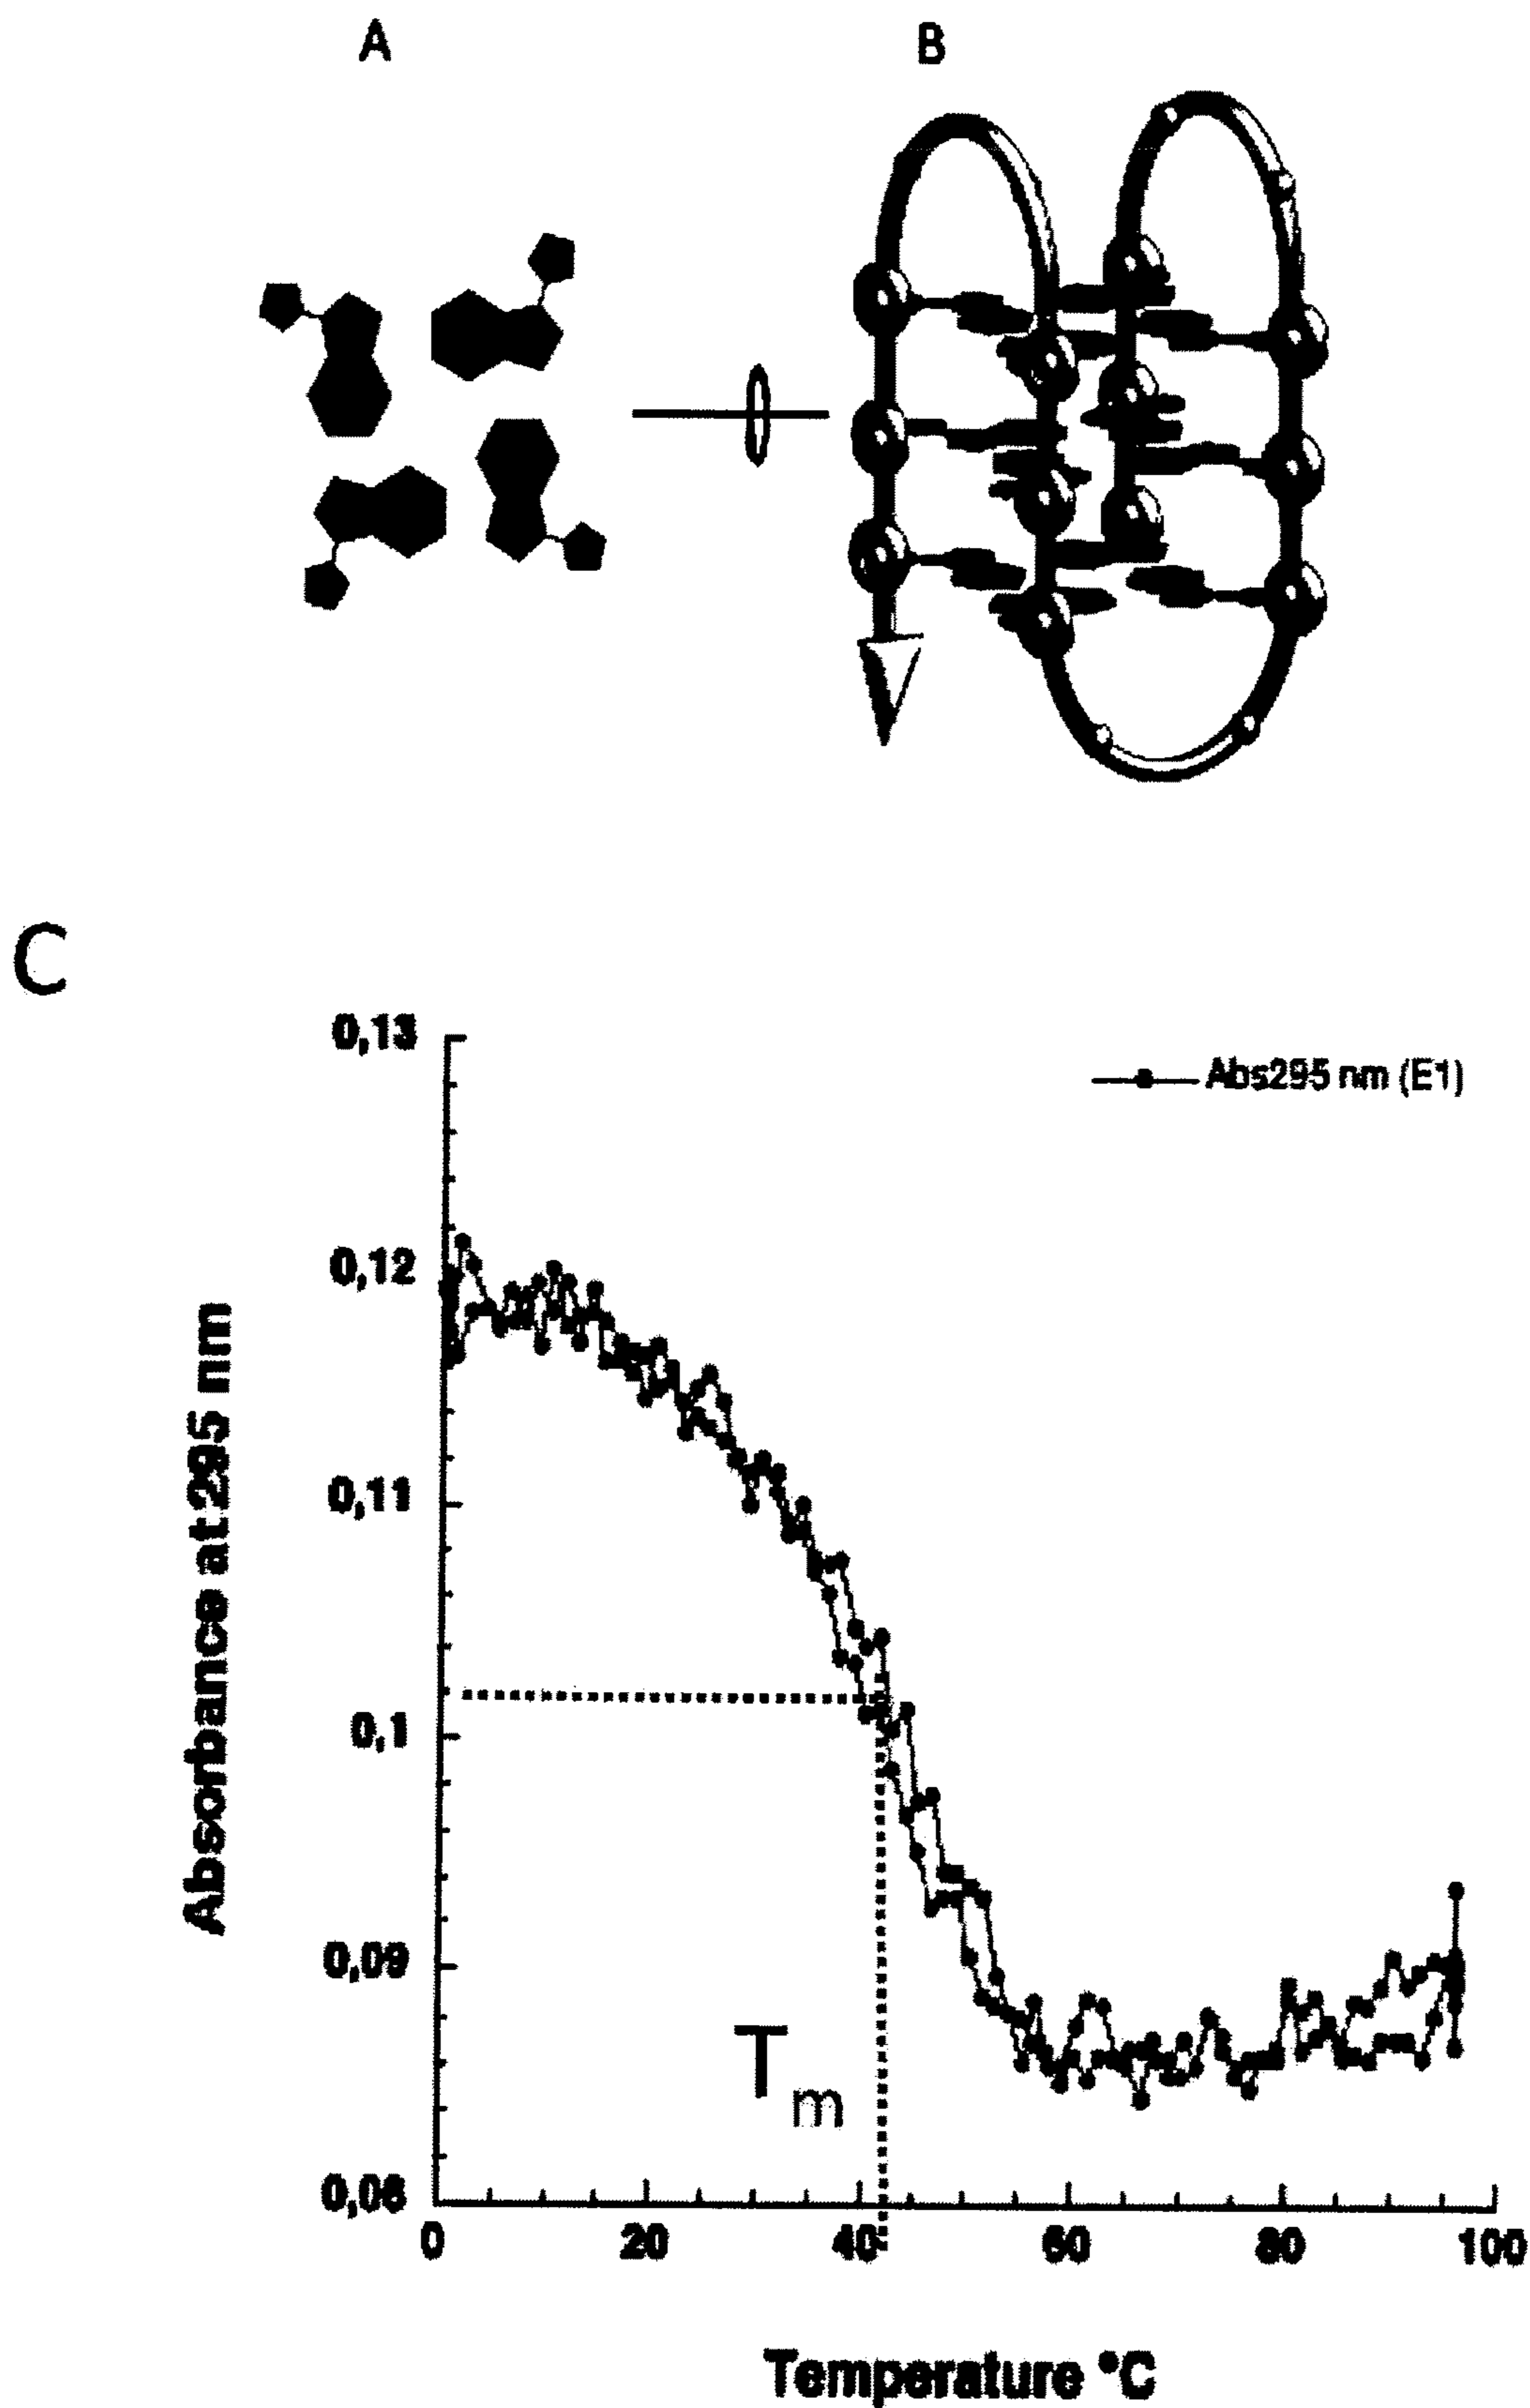 A
B
C
0,13
Abs295 nm (E1)
0,12
0,11
0,1
0,09
0,08
Absorbance at 295 nm
Tm
0 20 40 60 80 100
Temperature °C